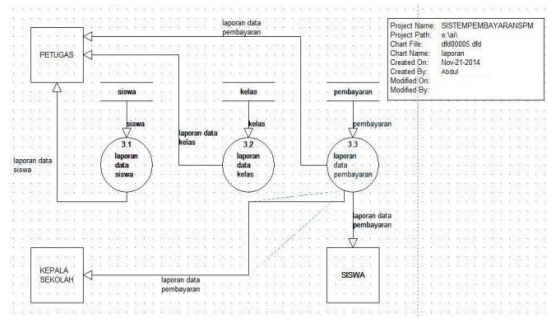 laporan data
pembayaran
Project Name: SISTEMPEMBAYARANSPM
Project Path: e:\ai\
Chart File: dfd00005.dfd
Chart Name: laporan
Created On: Nov-21-2014
Created By: Abdul
Modified On:
Modified By:
PETUGAS
siswa
kelas
pembayaran
siswa
kelas
pembayaran
laporan data
kelas
3.1
laporan
data
siswa
3.2
laporan
data
kelas
3.3
laporan
data
pembayaran
laporan data
siswa
laporan data
pembayaran
KEPALA
SEKOLAH
laporan data
pembayaran
SISWA